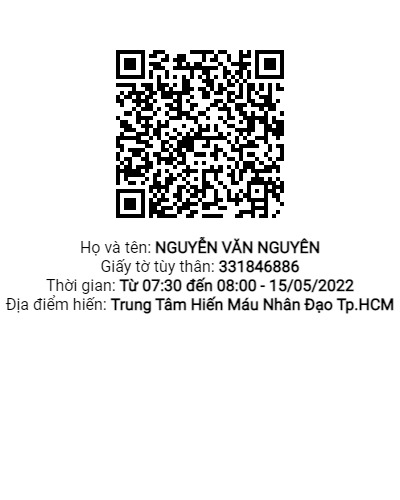 Họ và tên: NGUYỄN VĂN NGUYÊN
Giấy tờ tùy thân: 331846886
Thời gian: Từ 07:30 đến 08:00 - 15/05/2022
Địa điểm hiến: Trung Tâm Hiến Máu Nhân Đạo Tp.HCM